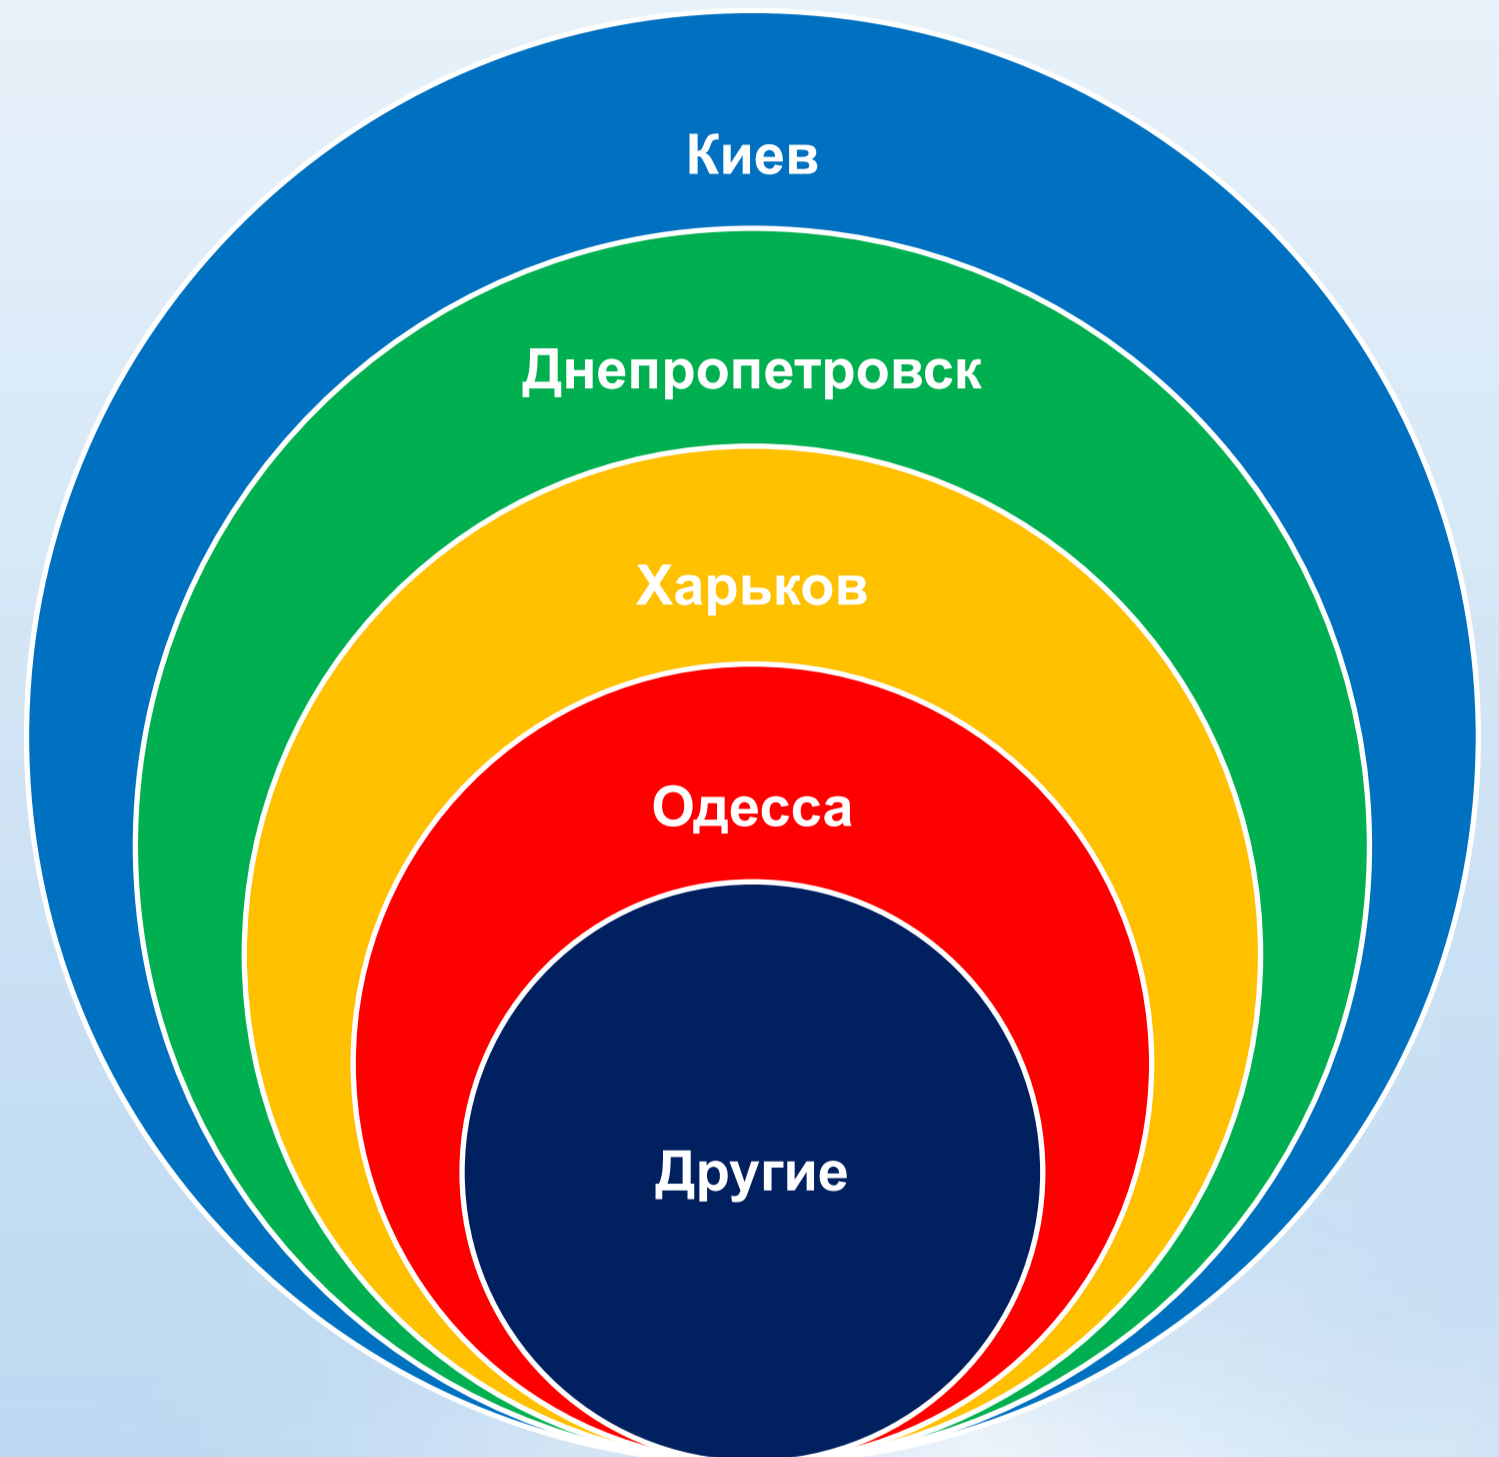 Киев
Днепропетровск
Харьков
Одесса
Другие